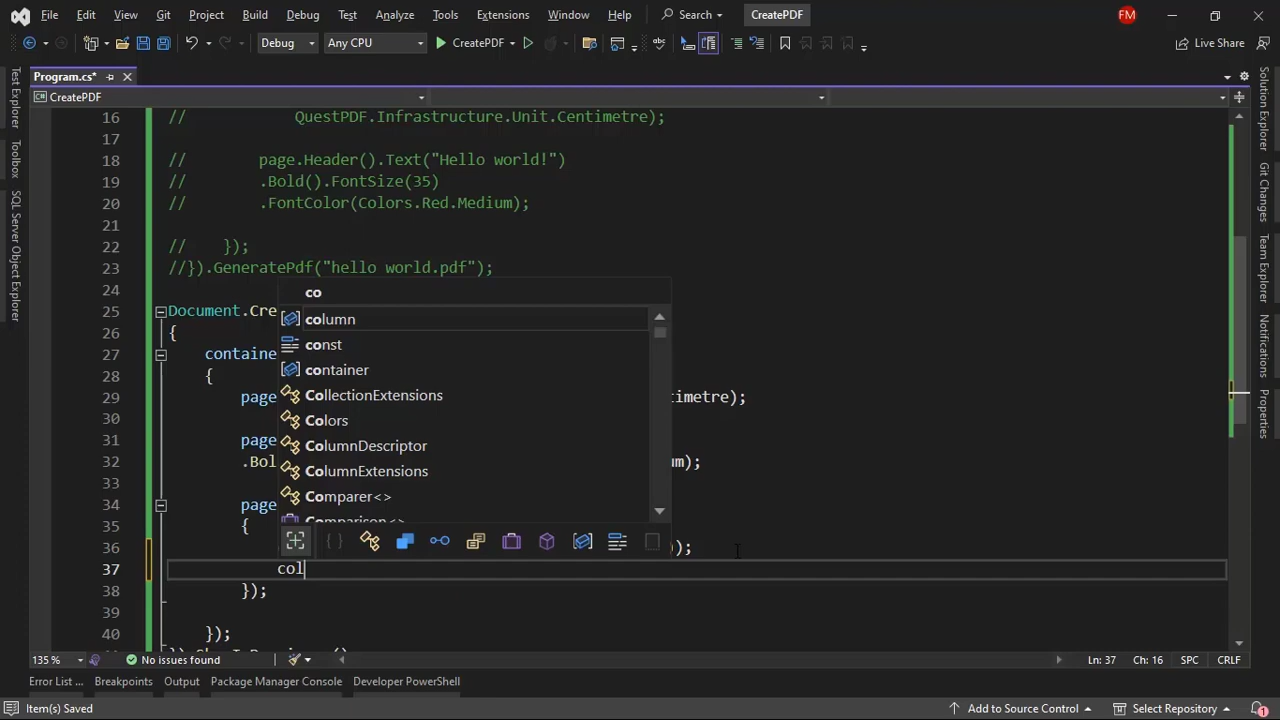 File Edit View Git Project Build Debug Test Analyze Tools Extensions Window Help Search CreatePDF FM
Debug Any CPU CreatePDF Live Share
Program.cs*
CreatePDF
16 // QuestPDF.Infrastructure.Unit.Centimetre);
17
18 // page.Header().Text("Hello world!")
19 // .Bold().FontSize(35)
20 // .FontColor(Colors.Red.Medium);
21
22 // });
23 //}).GeneratePdf("hello world.pdf");
24
co
25 Document.Cre
column
26 {
const
27 containe
container
28 {
CollectionExtensions
29 page timetre);
Colors
30
31 page
ColumnDescriptor
32 .Bol um);
ColumnExtensions
33
Comparer<>
34 page
Comparison<>
35 {
36 ));
37 col
38 });
39
40 });
135 % No issues found Ln: 37 Ch: 16 SPC CRLF
Error List ... Breakpoints Output Package Manager Console Developer PowerShell
Item(s) Saved Add to Source Control Select Repository 1
Test Explorer
Toolbox
SQL Server Object Explorer
Solution Explorer
Git Changes
Team Explorer
Notifications
Properties